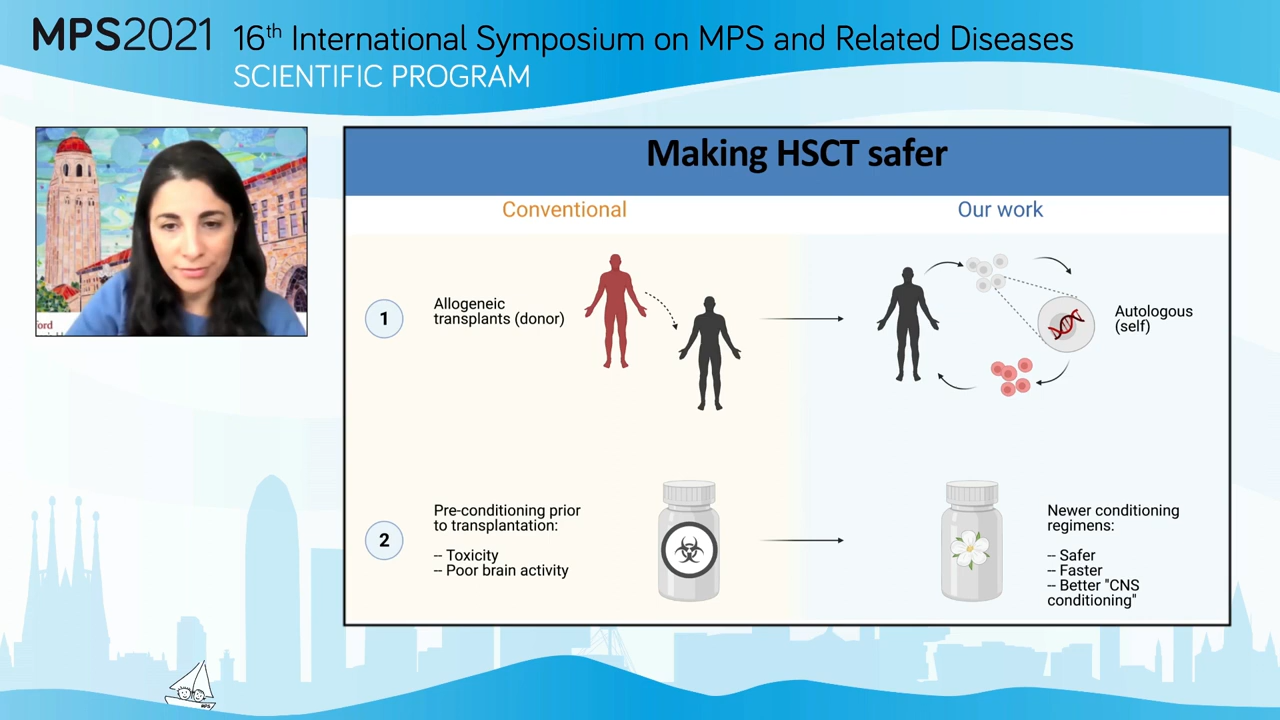 MPS2021 16th International Symposium on MPS and Related Diseases
SCIENTIFIC PROGRAM
Making HSCT safer
Conventional
Our work
1
Allogeneic
transplants (donor)
Autologous
(self)
2
Pre-conditioning prior
to transplantation:
-- Toxicity
-- Poor brain activity
Newer conditioning
regimens:
-- Safer
-- Faster
-- Better "CNS
conditioning"
ford
MPS